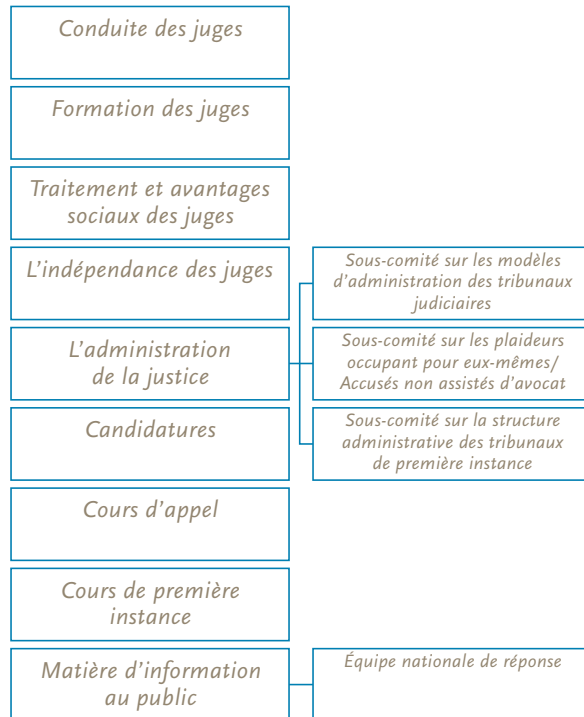 Conduite des juges
Formation des juges
Traitement et avantages
sociaux des juges
L'indépendance des juges
Sous-comité sur les modèles
d'administration des tribunaux
judiciaires
L'administration
de la justice
Sous-comité sur les plaideurs
occupant pour eux-mêmes/
Accusés non assistés d'avocat
Candidatures
Sous-comité sur la structure
administrative des tribunaux
de première instance
Cours d'appel
Cours de première
instance
Matière d'information
au public
Équipe nationale de réponse